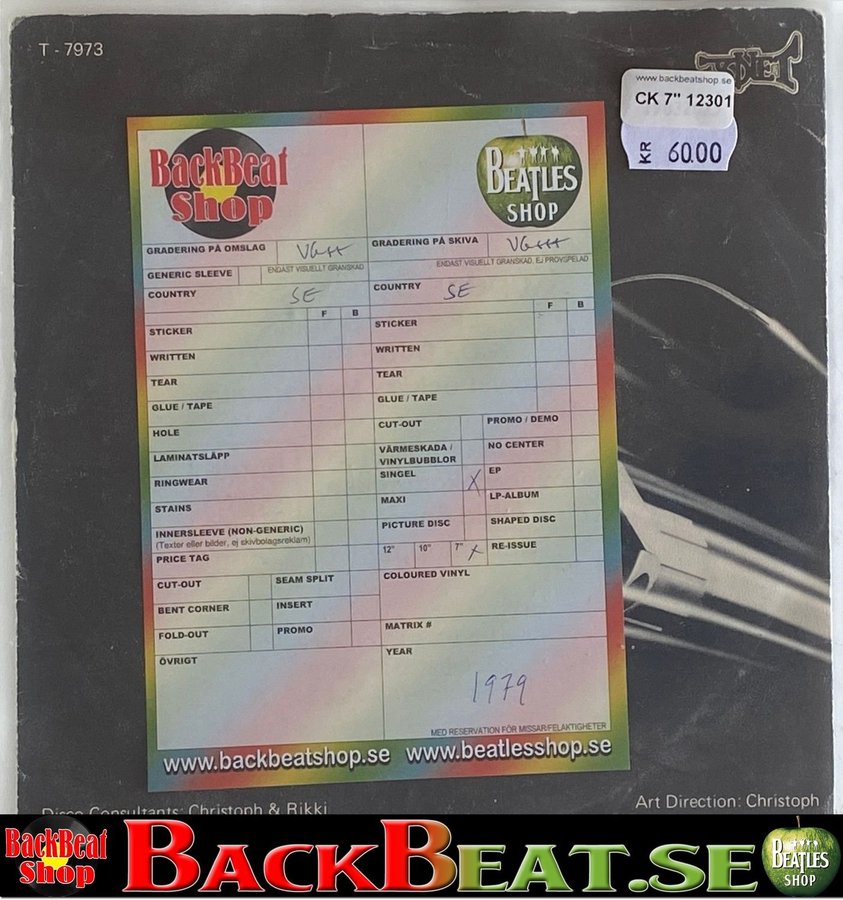 T - 7973
www.backbeatshop.se
CK 7" 12301
KR 60.00
BackBeat
Shop
BEATLES
SHOP
GRADERING PÅ OMSLAG VG++
GRADERING PÅ SKIVA VG+++
ENDAST VISUELLT GRANSKAD
ENDAST VISUELLT GRANSKAD, EJ PROVSPELAD
GENERIC SLEEVE
COUNTRY SE
COUNTRY SE
F B
F B
STICKER
STICKER
WRITTEN
WRITTEN
TEAR
TEAR
GLUE / TAPE
GLUE / TAPE
HOLE
CUT-OUT
PROMO / DEMO
LAMINATSLÄPP
VÄRMESKADA /
VINYLBUBBLOR
NO CENTER
RINGWEAR
SINGEL X
EP
STAINS
MAXI
LP-ALBUM
INNERSLEEVE (NON-GENERIC)
(Texter eller bilder, ej skivbolagsreklam)
PICTURE DISC
SHAPED DISC
PRICE TAG
12" 10" 7" X
RE-ISSUE
CUT-OUT
SEAM SPLIT
COLOURED VINYL
BENT CORNER
INSERT
FOLD-OUT
PROMO
MATRIX #
ÖVRIGT
YEAR
1979
MED RESERVATION FÖR MISSAR/FELAKTIGHETER
www.backbeatshop.se www.beatlesshop.se
Disco Consultants: Christoph & Rikki
Art Direction: Christoph
BackBeat
Shop
BACKBEAT.SE
BEATLES
SHOP